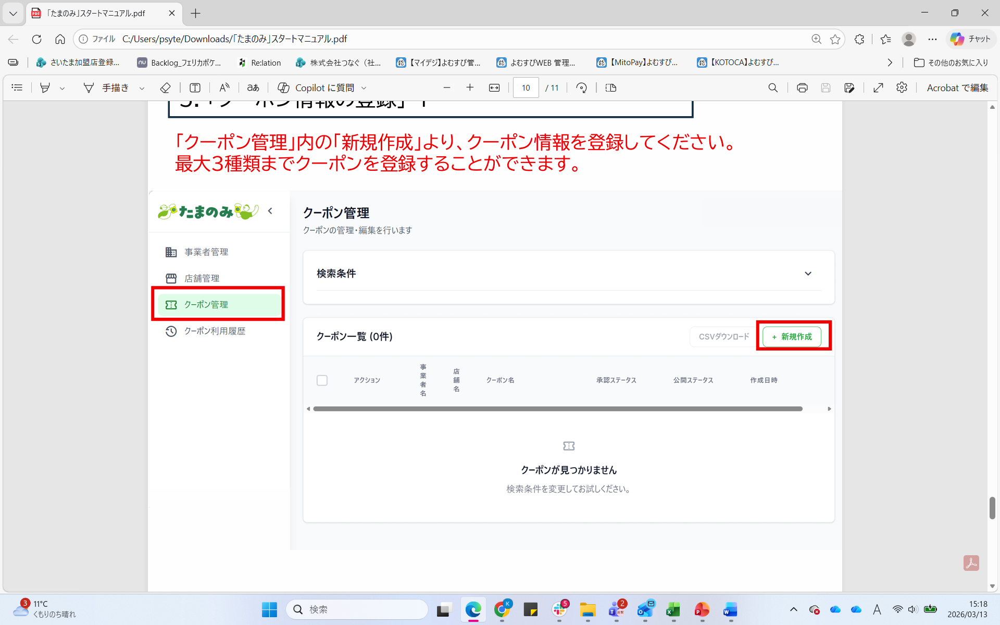 「たまのみ」スタートマニュアル.pdf
ファイル C:/Users/psyte/Downloads/「たまのみ」スタートマニュアル.pdf
チャット
さいたま加盟店登録...
Backlog_フェリカポケ...
Re:lation
株式会社つなぐ（社...
【マイデジ】よむすび管...
よむすびWEB 管理...
【MitoPay】よむすび...
【KOTOCA】よむすび...
その他のお気に入り
手描き
Copilot に質問
10 / 11
Acrobat で編集
「クーポン管理」内の「新規作成」より、クーポン情報を登録してください。
最大3種類までクーポンを登録することができます。
たまのみ
事業者管理
店舗管理
クーポン管理
クーポン利用履歴
クーポン管理
クーポンの管理・編集を行います
検索条件
クーポン一覧 (0件)
CSVダウンロード
+ 新規作成
アクション
事業者名
店舗名
クーポン名
承認ステータス
公開ステータス
作成日時
クーポンが見つかりません
検索条件を変更してお試しください。
3
11°C
くもりのち晴れ
検索
K
5
2
A
15:18
2026/03/13